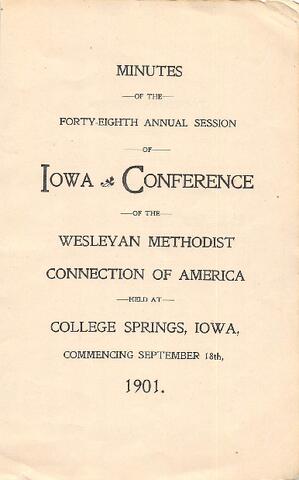 MINUTES
—OF THE—
FORTY-EIGHTH ANNUAL SESSION
—OF—
IOWA CONFERENCE
—OF THE—
WESLEYAN METHODIST
CONNECTION OF AMERICA
—HELD AT—
COLLEGE SPRINGS, IOWA,
COMMENCING SEPTEMBER 18th,
1901.